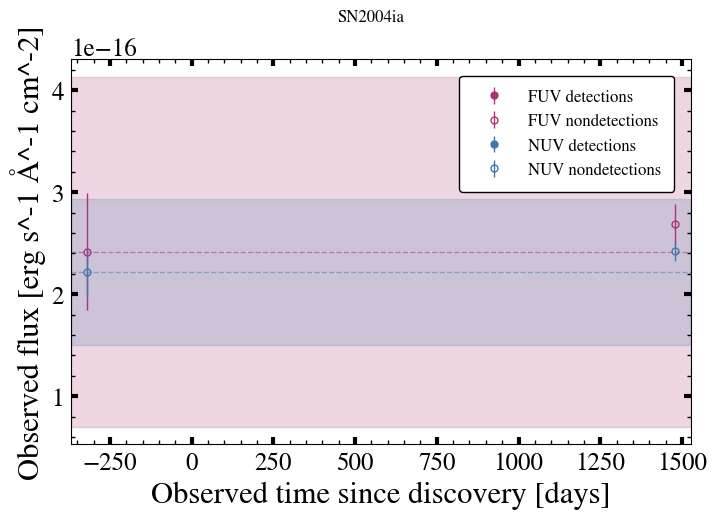 SN2004ia
1e−16
4
3
2
1
Observed flux [erg s^-1 Å^-1 cm^-2]
FUV detections
FUV nondetections
NUV detections
NUV nondetections
−250 0 250 500 750 1000 1250 1500
Observed time since discovery [days]